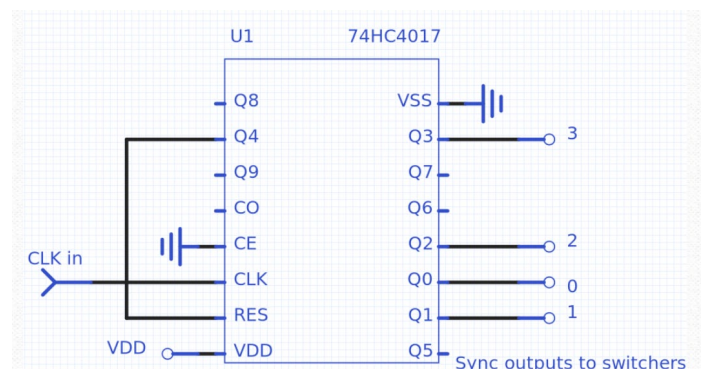 U1 74HC4017
Q8 VSS
Q4 Q3 3
Q9 Q7
CO Q6
CE Q2 2
CLK in CLK Q0 0
RES Q1 1
VDD VDD Q5
Sync outputs to switchers